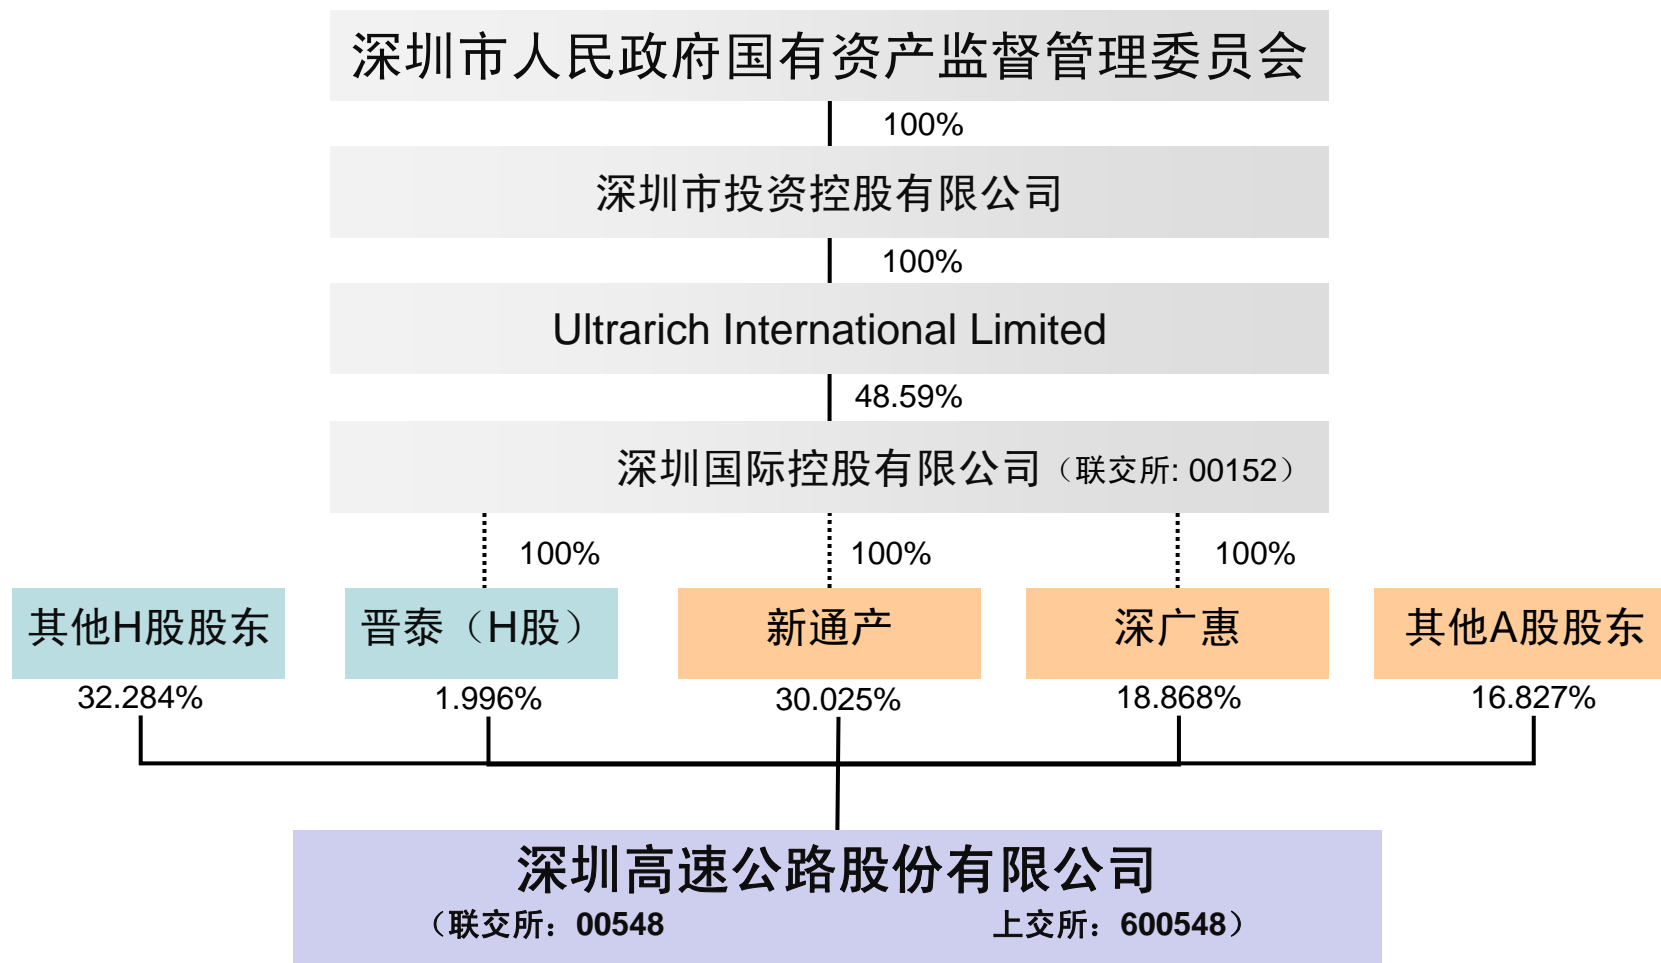 深圳市人民政府国有资产监督管理委员会
100%
深圳市投资控股有限公司
100%
Ultrarich International Limited
48.59%
深圳国际控股有限公司（联交所: 00152）
100% 100% 100%
其他H股股东 晋泰（H股） 新通产 深广惠 其他A股股东
32.284% 1.996% 30.025% 18.868% 16.827%
深圳高速公路股份有限公司
（联交所：00548 上交所：600548）